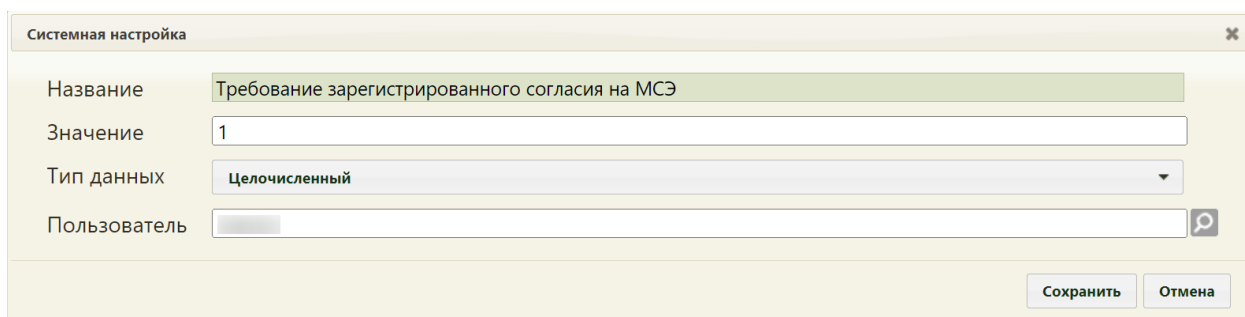 Системная настройка
Название Требование зарегистрированного согласия на МСЭ
Значение 1
Тип данных Целочисленный
Пользователь
Сохранить Отмена